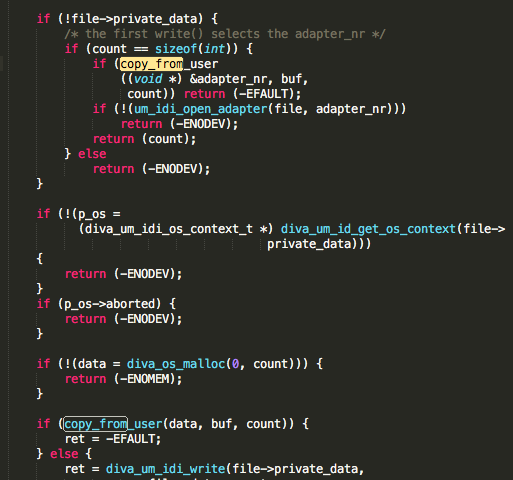 if (!file->private_data) {
/* the first write() selects the adapter_nr */
if (count == sizeof(int)) {
if (copy_from_user
((void *) &adapter_nr, buf,
count)) return (-EFAULT);
if (!(um_idi_open_adapter(file, adapter_nr)))
return (-ENODEV);
return (count);
} else
return (-ENODEV);
}
if (!(p_os =
(diva_um_idi_os_context_t *) diva_um_id_get_os_context(file->
private_data)))
{
return (-ENODEV);
}
if (p_os->aborted) {
return (-ENODEV);
}
if (!(data = diva_os_malloc(0, count))) {
return (-ENOMEM);
}
if (copy_from_user(data, buf, count)) {
ret = -EFAULT;
} else {
ret = diva_um_idi_write(file->private_data,